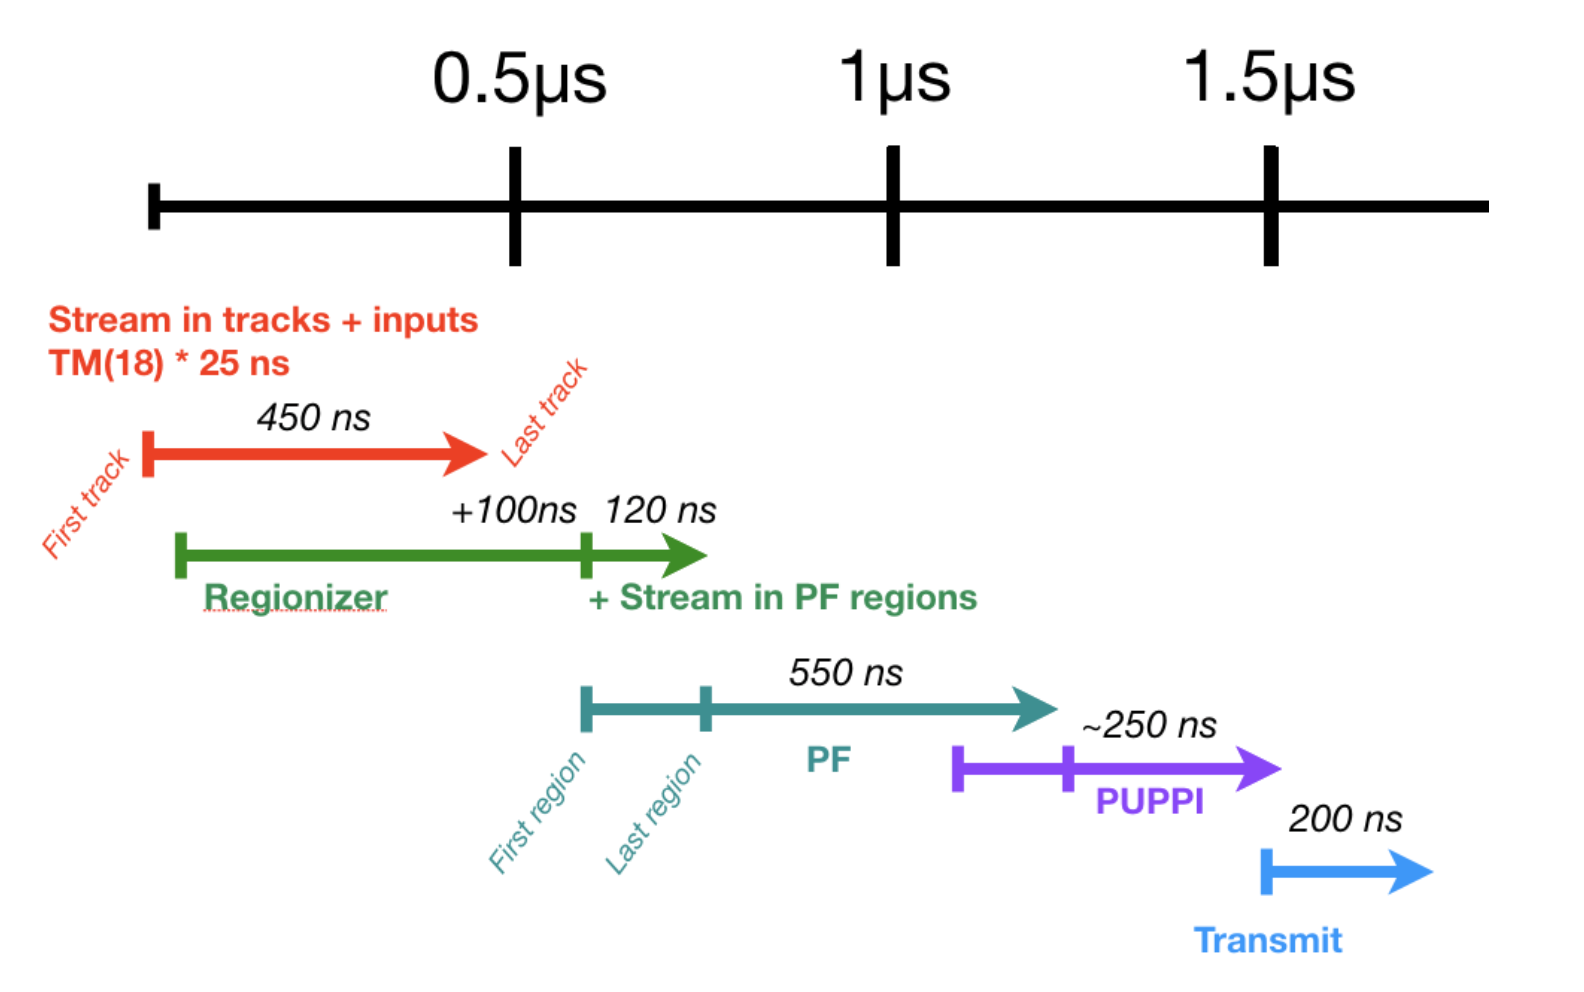 0.5µs
1µs
1.5µs
Stream in tracks + inputs
TM(18) * 25 ns
450 ns
First track
Last track
+100ns
120 ns
Regionizer
+ Stream in PF regions
550 ns
First region
Last region
PF
~250 ns
PUPPI
200 ns
Transmit